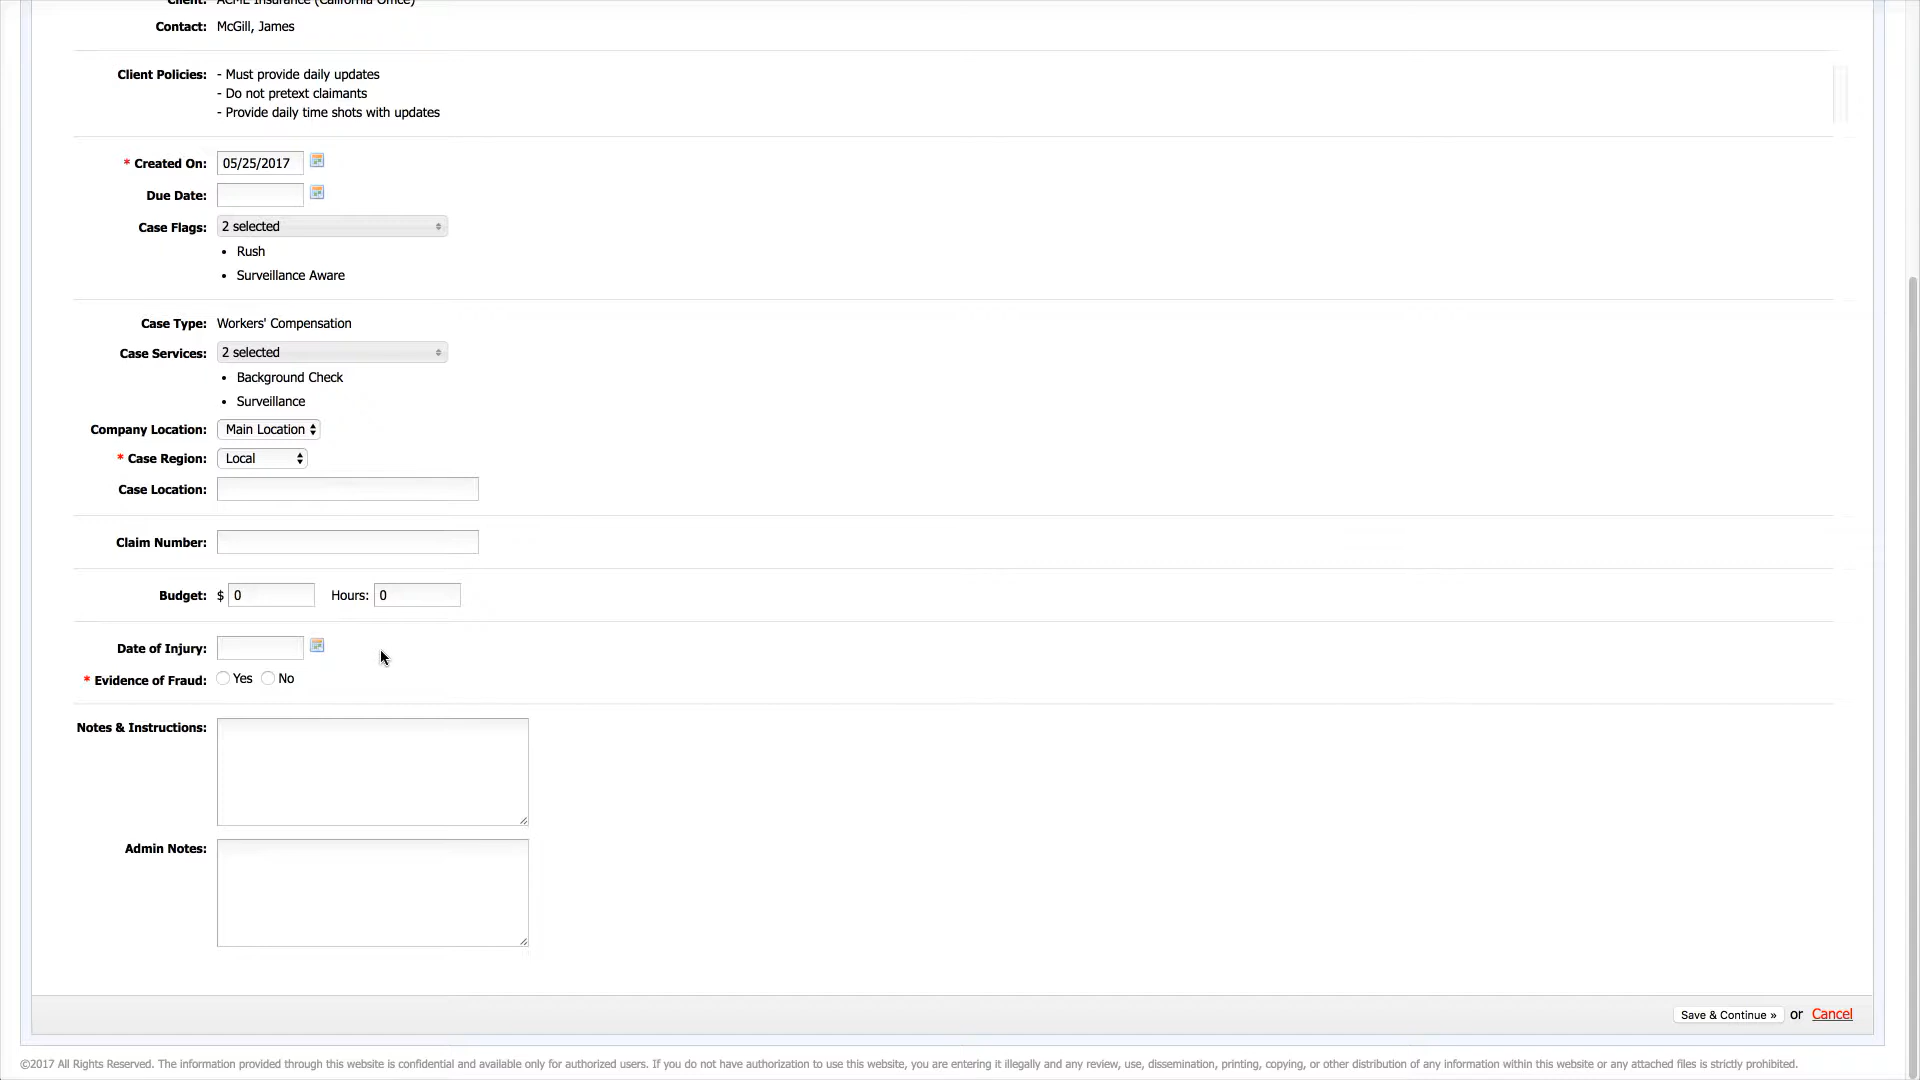 Client: ACME Insurance (California Office)
Contact: McGill, James
Client Policies: - Must provide daily updates
- Do not pretext claimants
- Provide daily time shots with updates
* Created On: 05/25/2017
Due Date:
Case Flags: 2 selected
• Rush
• Surveillance Aware
Case Type: Workers' Compensation
Case Services: 2 selected
• Background Check
• Surveillance
Company Location: Main Location
* Case Region: Local
Case Location:
Claim Number:
Budget: $ 0 Hours: 0
Date of Injury:
* Evidence of Fraud: Yes No
Notes & Instructions:
Admin Notes:
Save & Continue » or Cancel
©2017 All Rights Reserved. The information provided through this website is confidential and available only for authorized users. If you do not have authorization to use this website, you are entering it illegally and any review, use, dissemination, printing, copying, or other distribution of any information within this website or any attached files is strictly prohibited.